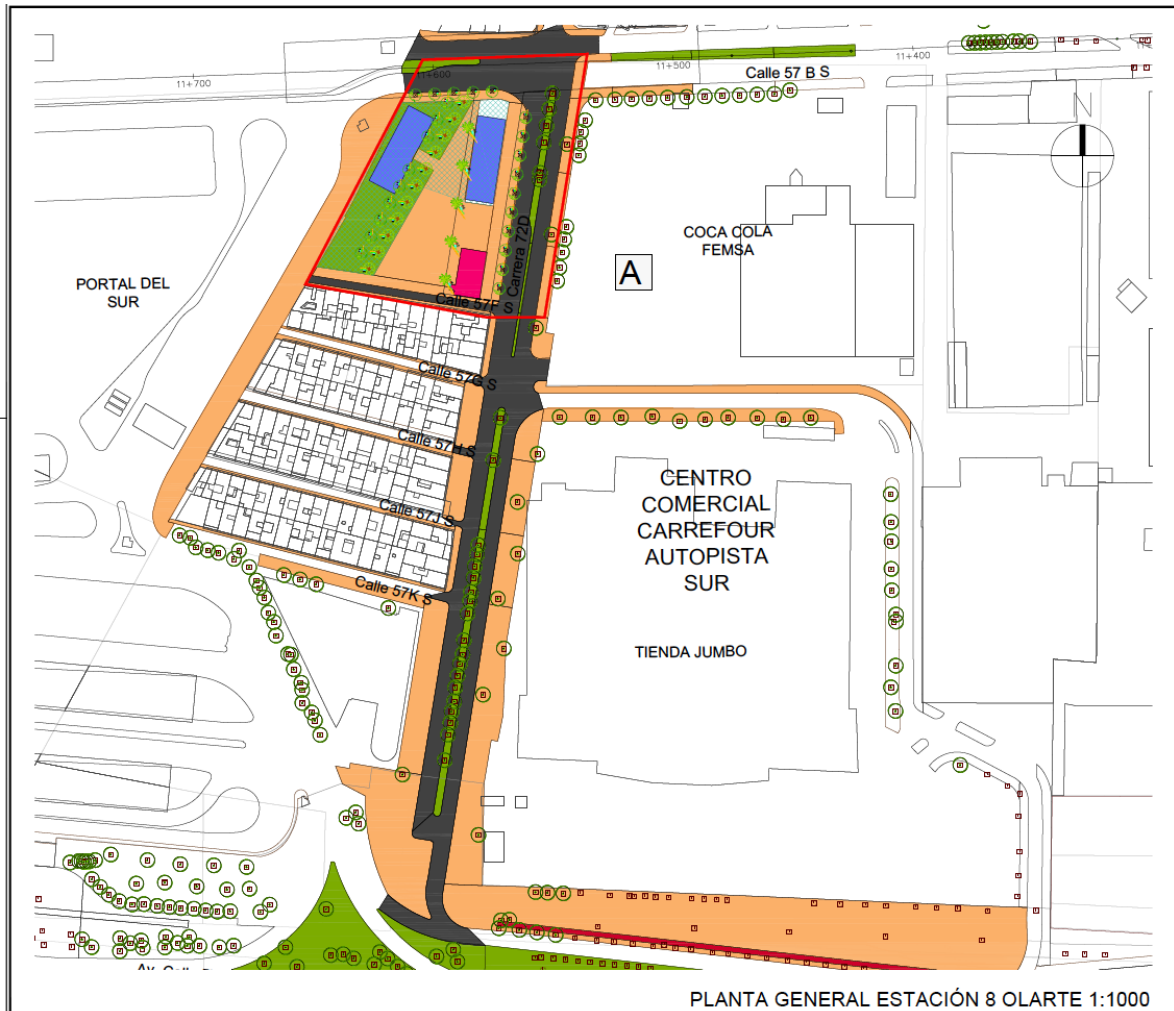 11+700
11+600
11+500
11+400
Calle 57 B S
COCA COLA
FEMSA
A
Carrera 72D
PORTAL DEL
SUR
Calle 57F S
Calle 57G S
Calle 57H S
Calle 57J S
Calle 57K S
CENTRO
COMERCIAL
CARREFOUR
AUTOPISTA
SUR
TIENDA JUMBO
PLANTA GENERAL ESTACIÓN 8 OLARTE 1:1000